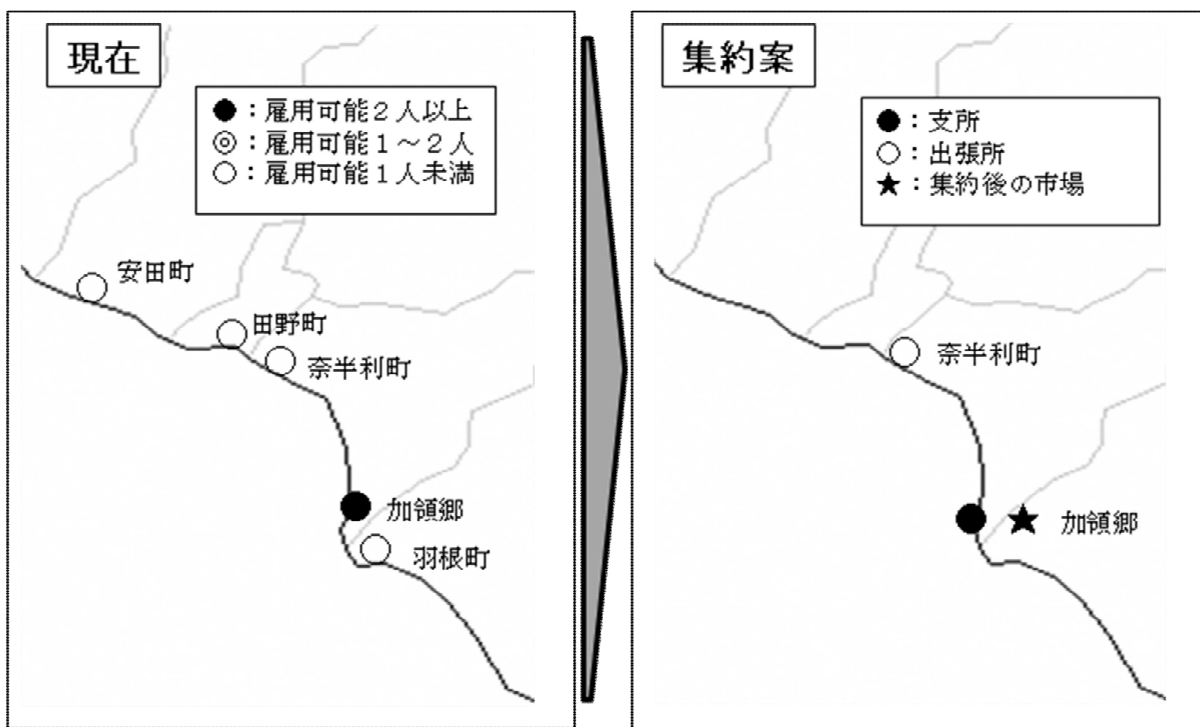 現在
●：雇用可能２人以上
◎：雇用可能１～２人
○：雇用可能１人未満
安田町
田野町
奈半利町
加領郷
羽根町
集約案
●：支所
○：出張所
★：集約後の市場
奈半利町
加領郷